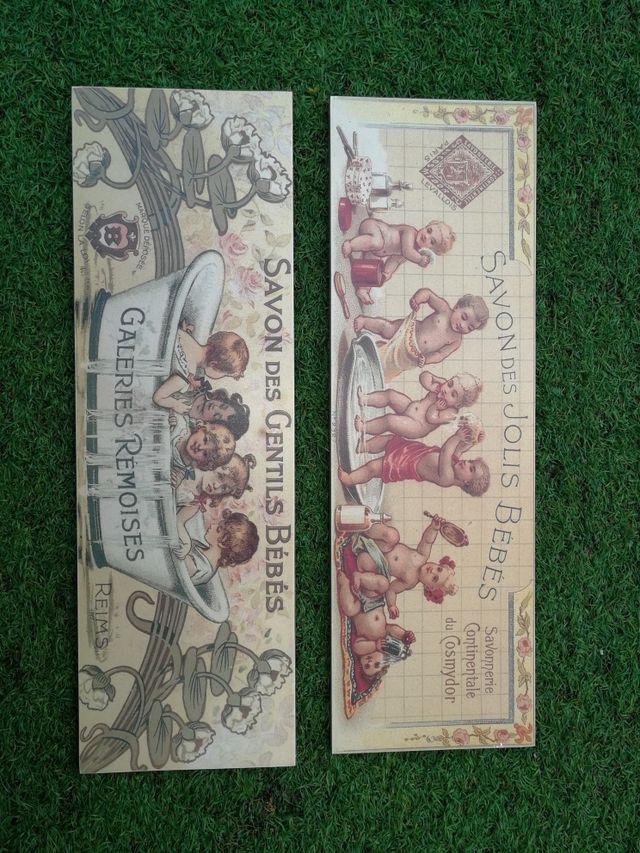 MARQUE DÉPOSÉE
B
SAVON DES GENTILS BÉBÉS
GALERIES RÉMOISES
REIMS
PARIS
LEVALLOIS
SAVON DES JOLIS BÉBÉS
Savonnerie
Continentale
du Cosmydor